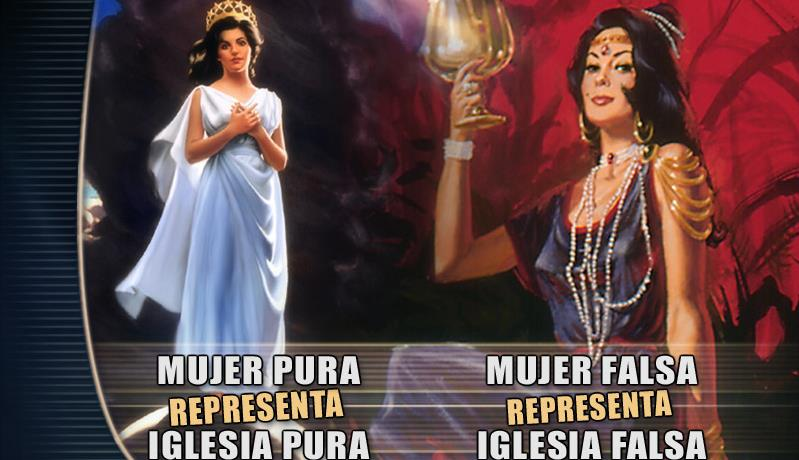 MUJER PURA
REPRESENTA
IGLESIA PURA
MUJER FALSA
REPRESENTA
IGLESIA FALSA